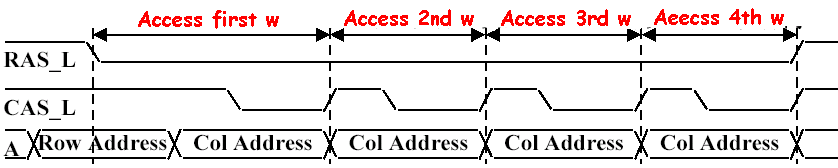 Access first w Access 2nd w Access 3rd w Aeecss 4th w
RAS_L
CAS_L
A Row Address Col Address Col Address Col Address Col Address